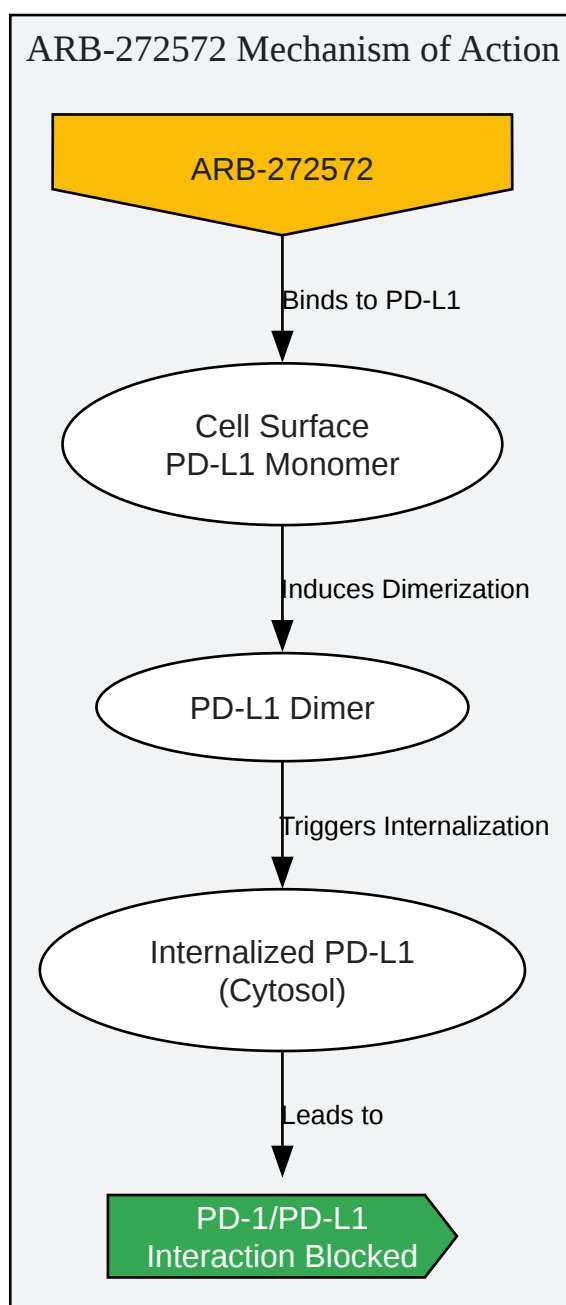 ARB-272572 Mechanism of Action
ARB-272572
Binds to PD-L1
Cell Surface
PD-L1 Monomer
Induces Dimerization
PD-L1 Dimer
Triggers Internalization
Internalized PD-L1
(Cytosol)
Leads to
PD-1/PD-L1
Interaction Blocked